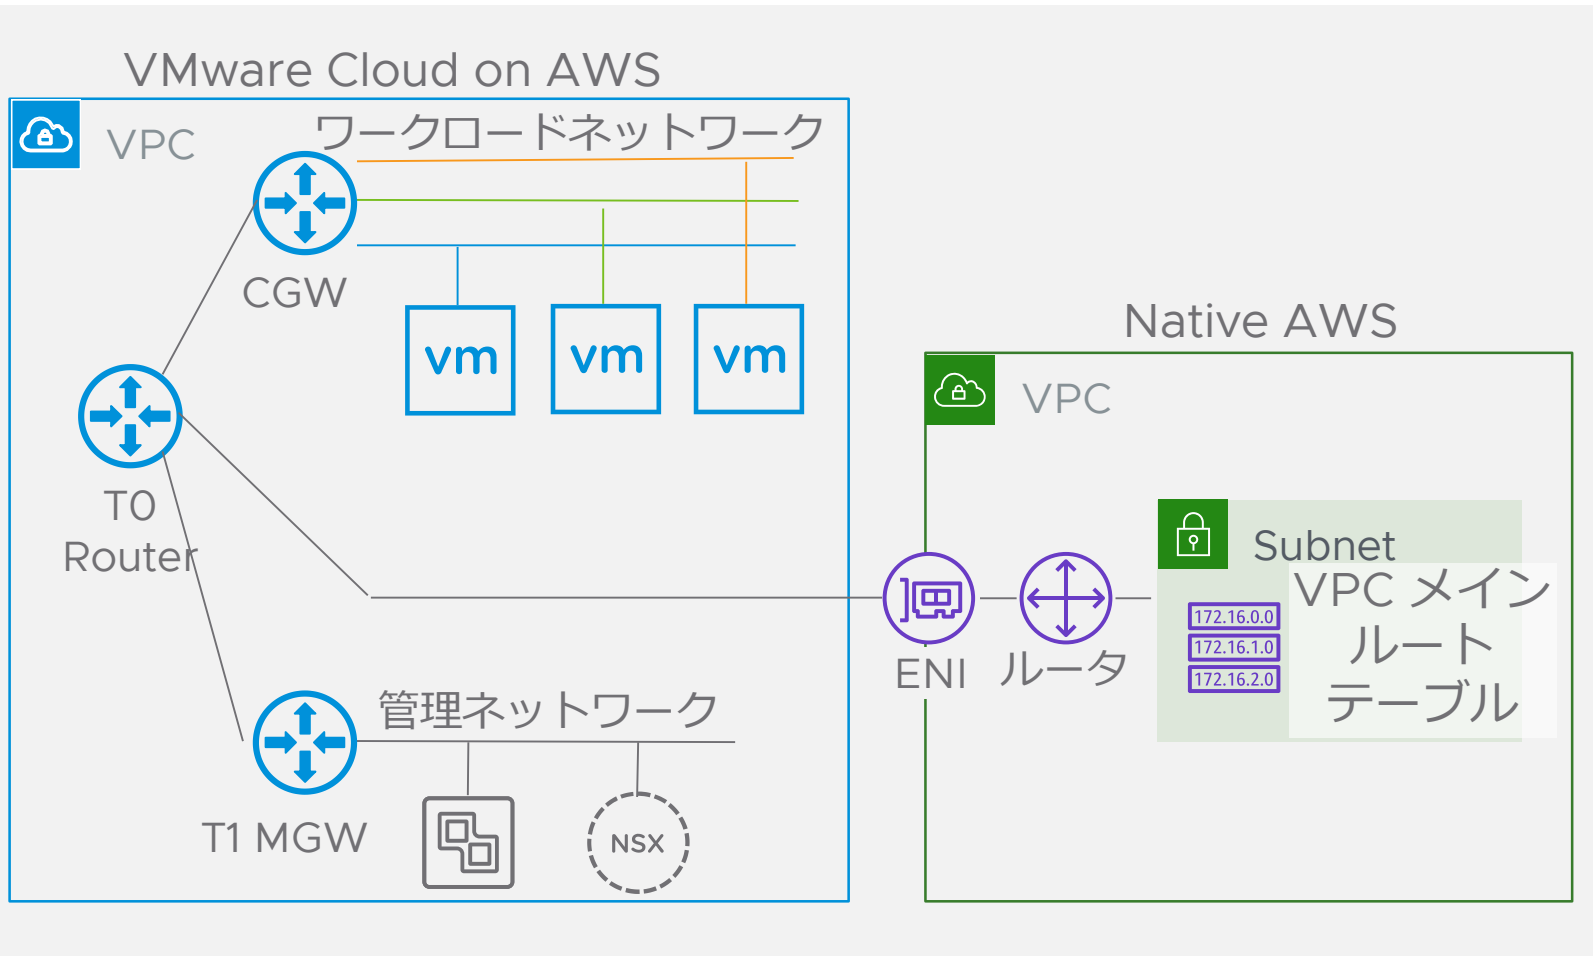 VMware Cloud on AWS
VPC
ワークロードネットワーク
CGW
vm
vm
vm
T0
Router
管理ネットワーク
T1 MGW
NSX
Native AWS
VPC
ENI
ルータ
Subnet
172.16.0.0
172.16.1.0
172.16.2.0
VPC メイン
ルート
テーブル